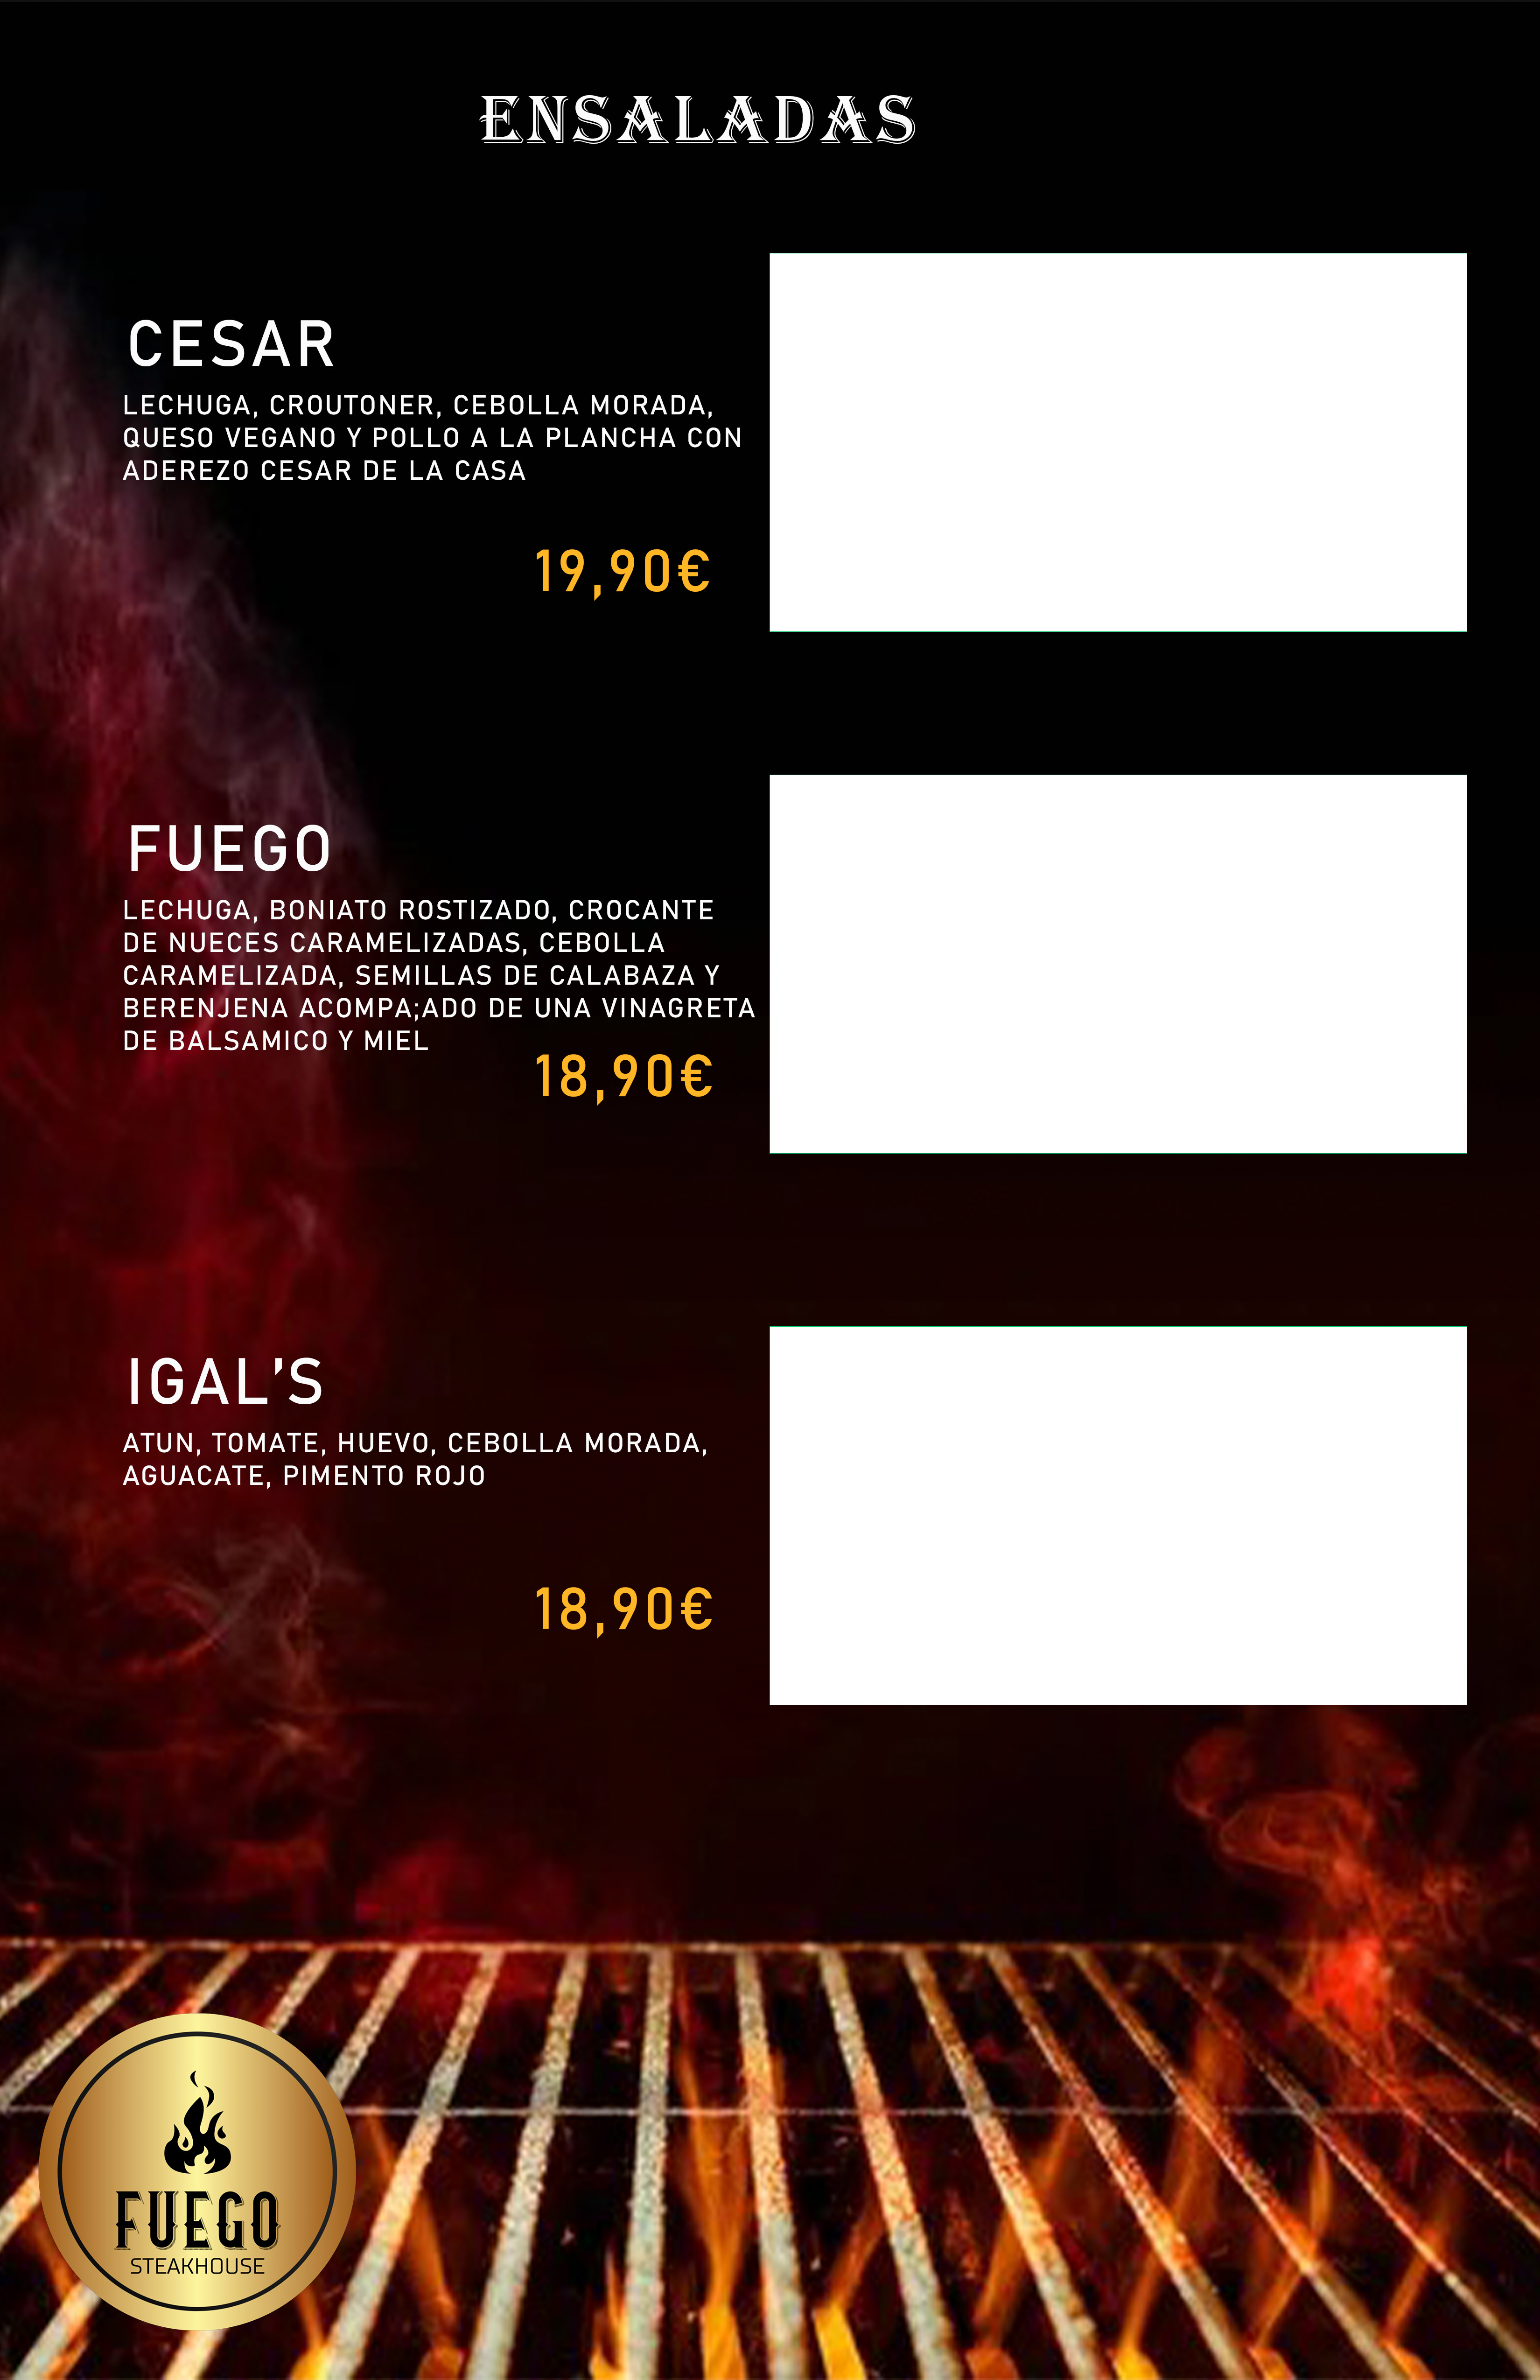 ENSALADAS
CESAR
LECHUGA, CROUTONER, CEBOLLA MORADA,
QUESO VEGANO Y POLLO A LA PLANCHA CON
ADEREZO CESAR DE LA CASA
19,90€
FUEGO
LECHUGA, BONIATO ROSTIZADO, CROCANTE
DE NUECES CARAMELIZADAS, CEBOLLA
CARAMELIZADA, SEMILLAS DE CALABAZA Y
BERENJENA ACOMPA;ADO DE UNA VINAGRETA
DE BALSAMICO Y MIEL
18,90€
IGAL’S
ATUN, TOMATE, HUEVO, CEBOLLA MORADA,
AGUACATE, PIMENTO ROJO
18,90€
FUEGO
STEAKHOUSE